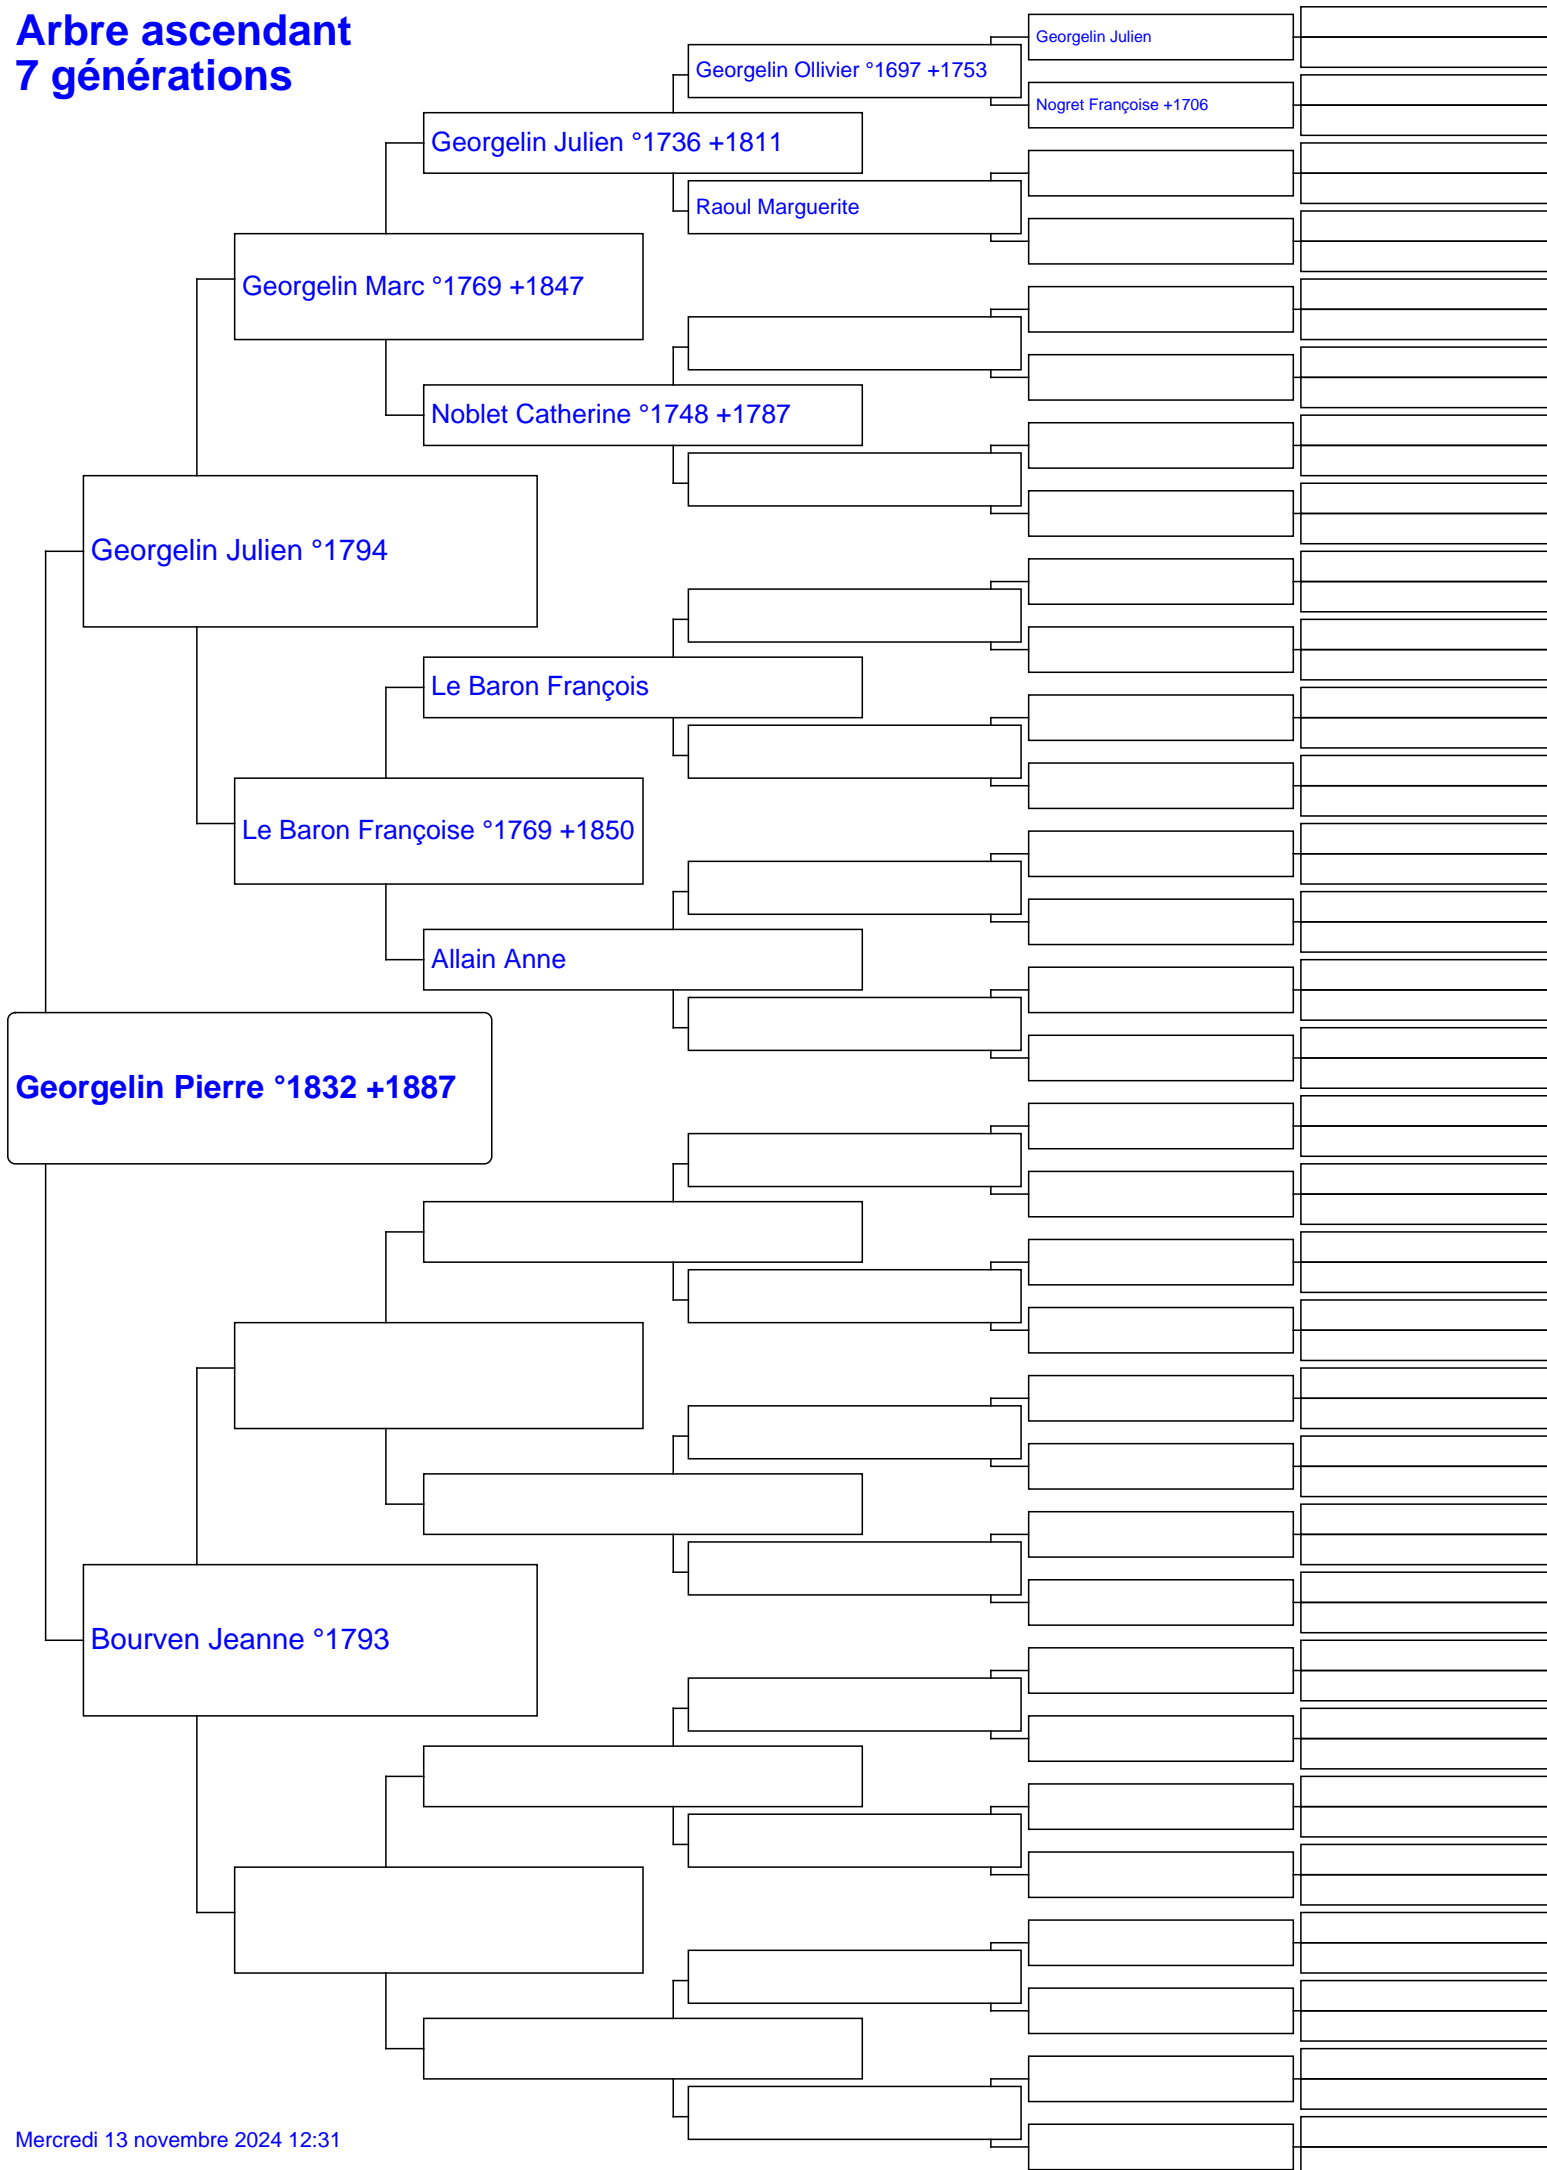 Arbre ascendant
7 générations
Georgelin Julien
Georgelin Ollivier °1697 +1753
Nogret Françoise +1706
Georgelin Julien °1736 +1811
Raoul Marguerite
Georgelin Marc °1769 +1847
Noblet Catherine °1748 +1787
Georgelin Julien °1794
Le Baron François
Le Baron Françoise °1769 +1850
Allain Anne
Georgelin Pierre °1832 +1887
Bourven Jeanne °1793
Mercredi 13 novembre 2024 12:31